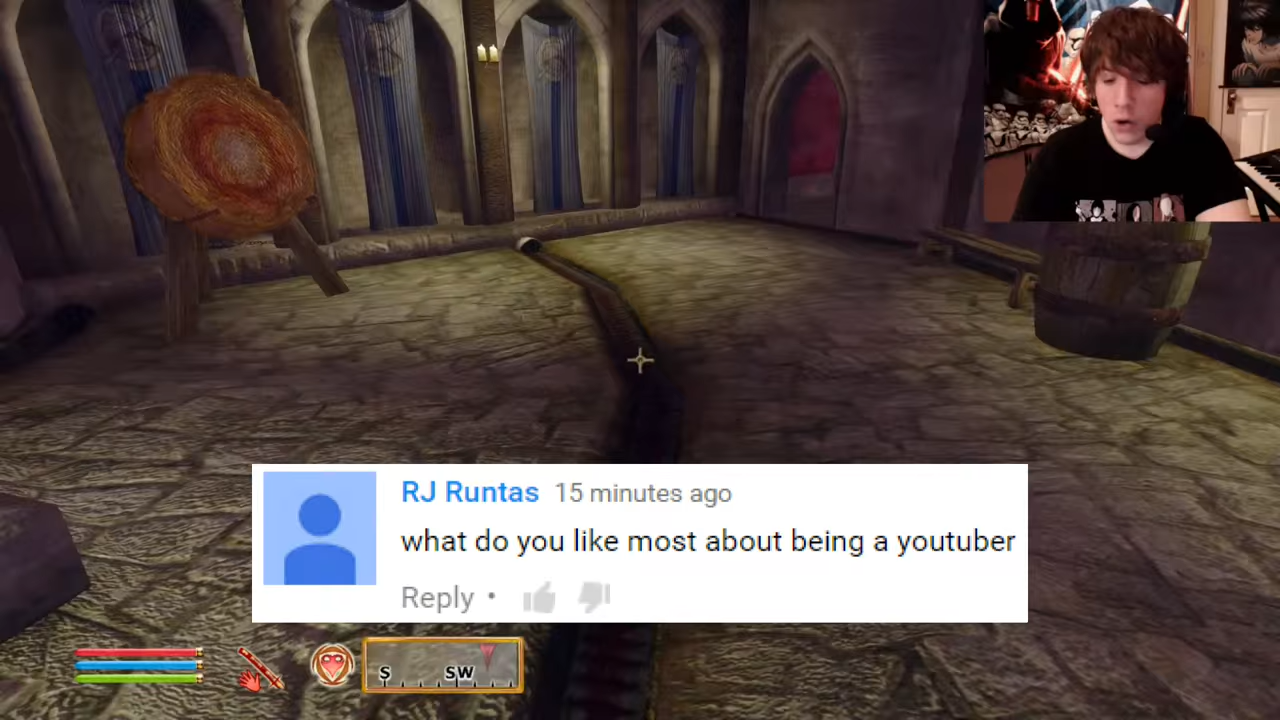 RJ Runtas 15 minutes ago
what do you like most about being a youtuber
Reply •
S SW